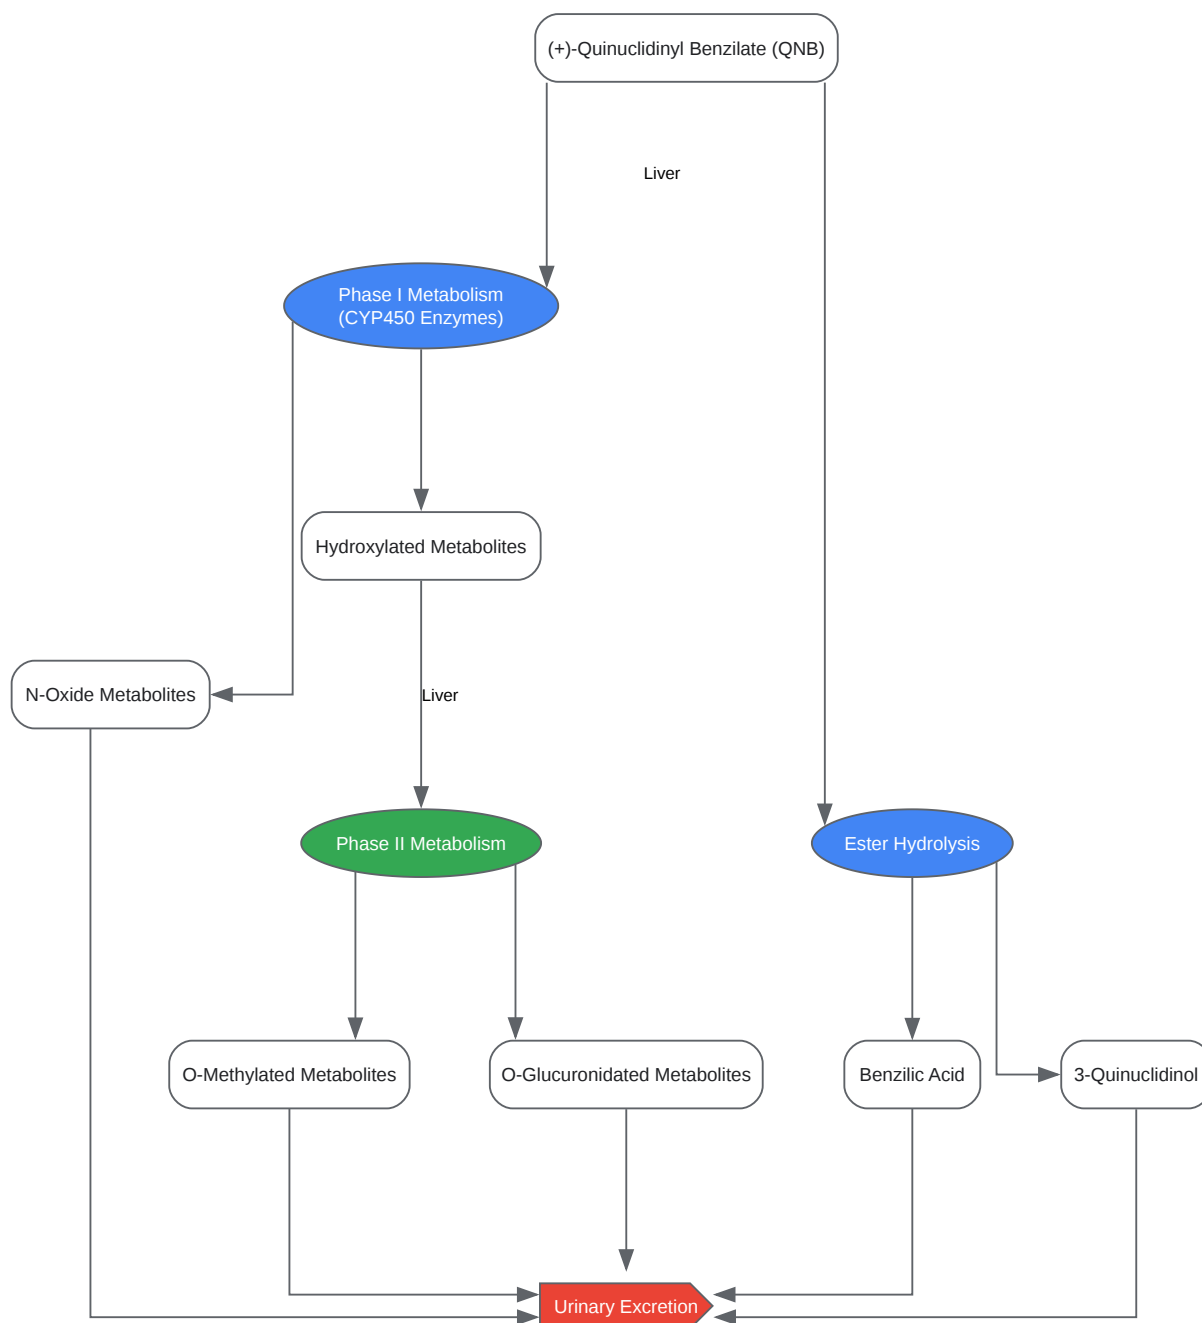 (+)-Quinuclidinyl Benzilate (QNB)
Liver
Phase I Metabolism
(CYP450 Enzymes)
Hydroxylated Metabolites
N-Oxide Metabolites
Liver
Phase II Metabolism
Ester Hydrolysis
O-Methylated Metabolites
O-Glucuronidated Metabolites
Benzilic Acid
3-Quinuclidinol
Urinary Excretion